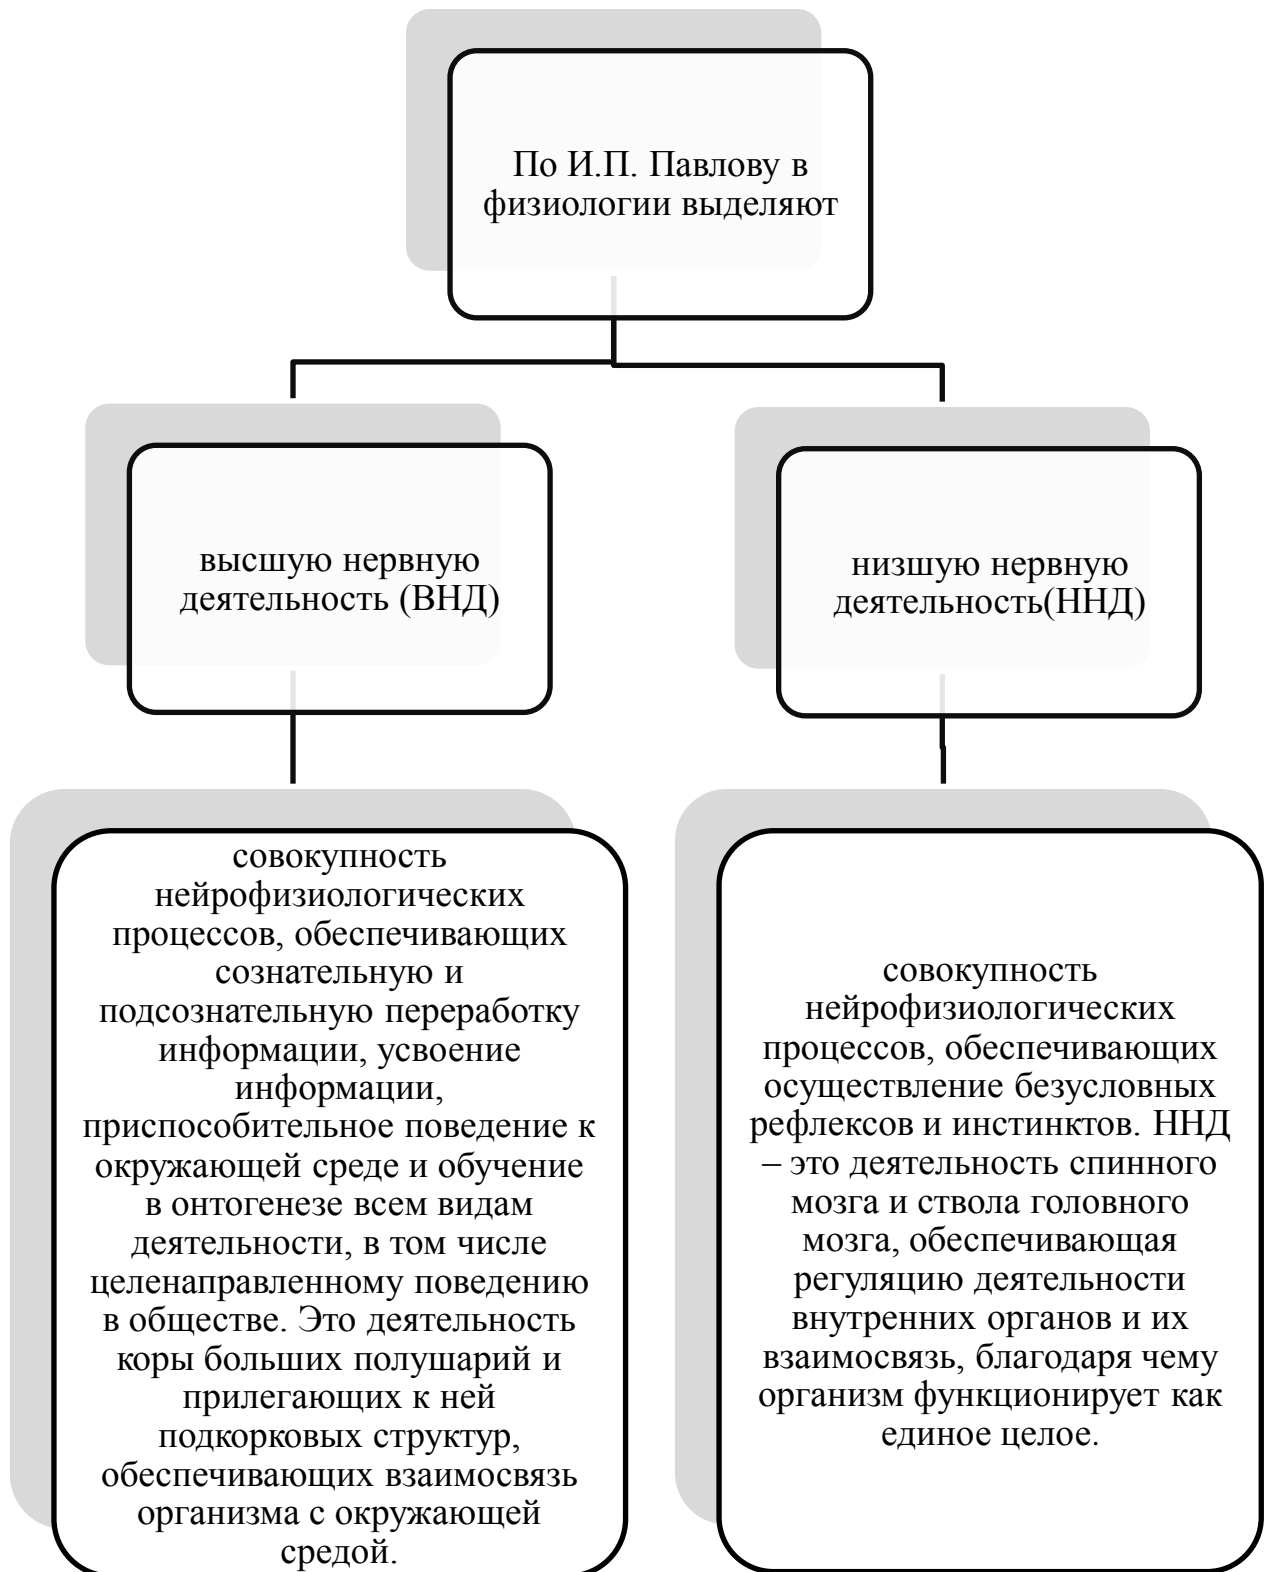 По И.П. Павлову в
физиологии выделяют
высшую нервную
деятельность (ВНД)
низшую нервную
деятельность(ННД)
совокупность
нейрофизиологических
процессов, обеспечивающих
сознательную и
подсознательную переработку
информации, усвоение
информации,
приспособительное поведение к
окружающей среде и обучение
в онтогенезе всем видам
деятельности, в том числе
целенаправленному поведению
в обществе. Это деятельность
коры больших полушарий и
прилегающих к ней
подкорковых структур,
обеспечивающих взаимосвязь
организма с окружающей
средой.
совокупность
нейрофизиологических
процессов, обеспечивающих
осуществление безусловных
рефлексов и инстинктов. ННД
– это деятельность спинного
мозга и ствола головного
мозга, обеспечивающая
регуляцию деятельности
внутренних органов и их
взаимосвязь, благодаря чему
организм функционирует как
единое целое.